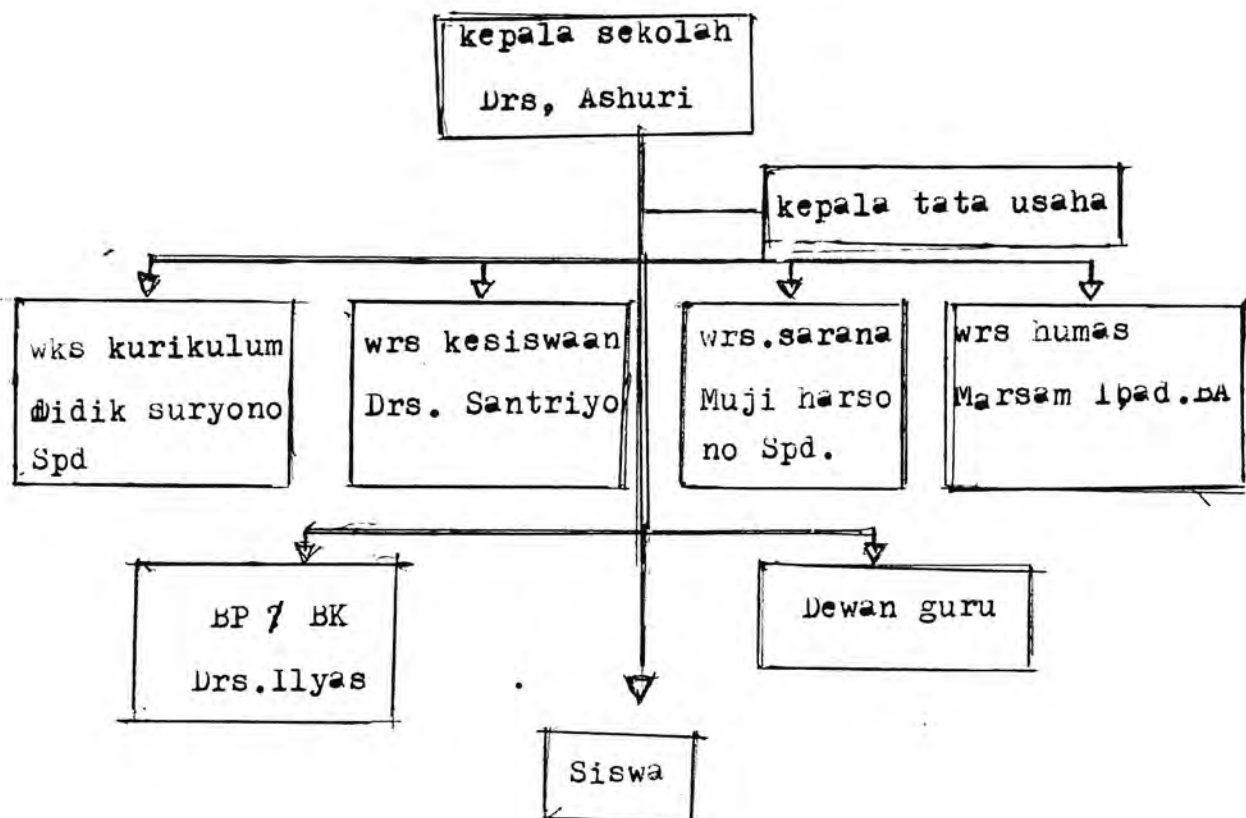 kepala sekolah
Drs, Ashuri
kepala tata usaha
wks kurikulum
Didik suryono
Spd
wrs kesiswaan
Drs. Santriyo
wrs.sarana
Muji harso
no Spd.
wrs humas
Marsam .BA
BP / BK
Drs.Ilyas
Dewan guru
Siswa